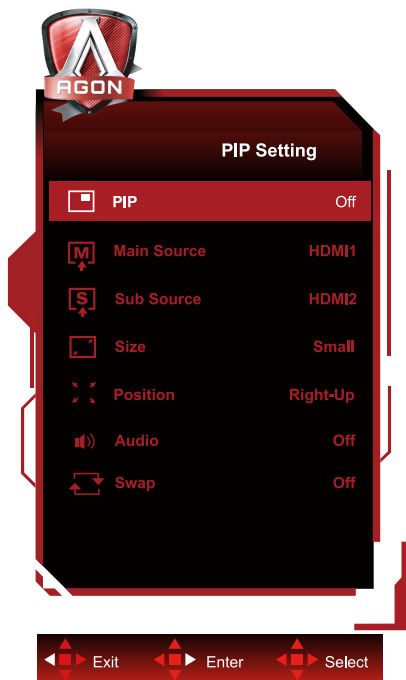 AGON
PIP Setting
PIP Off
M Main Source HDMI1
S Sub Source HDMI2
Size Small
Position Right-Up
Audio Off
Swap Off
Exit Enter Select